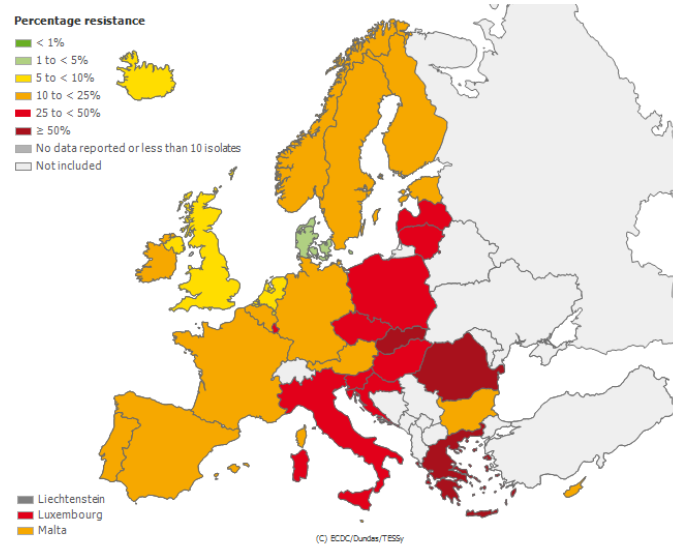 Percentage resistance
< 1%
1 to < 5%
5 to < 10%
10 to < 25%
25 to < 50%
≥ 50%
No data reported or less than 10 isolates
Not included
Liechtenstein
Luxembourg
Malta
(C) ECDC/Dundas/TESSy